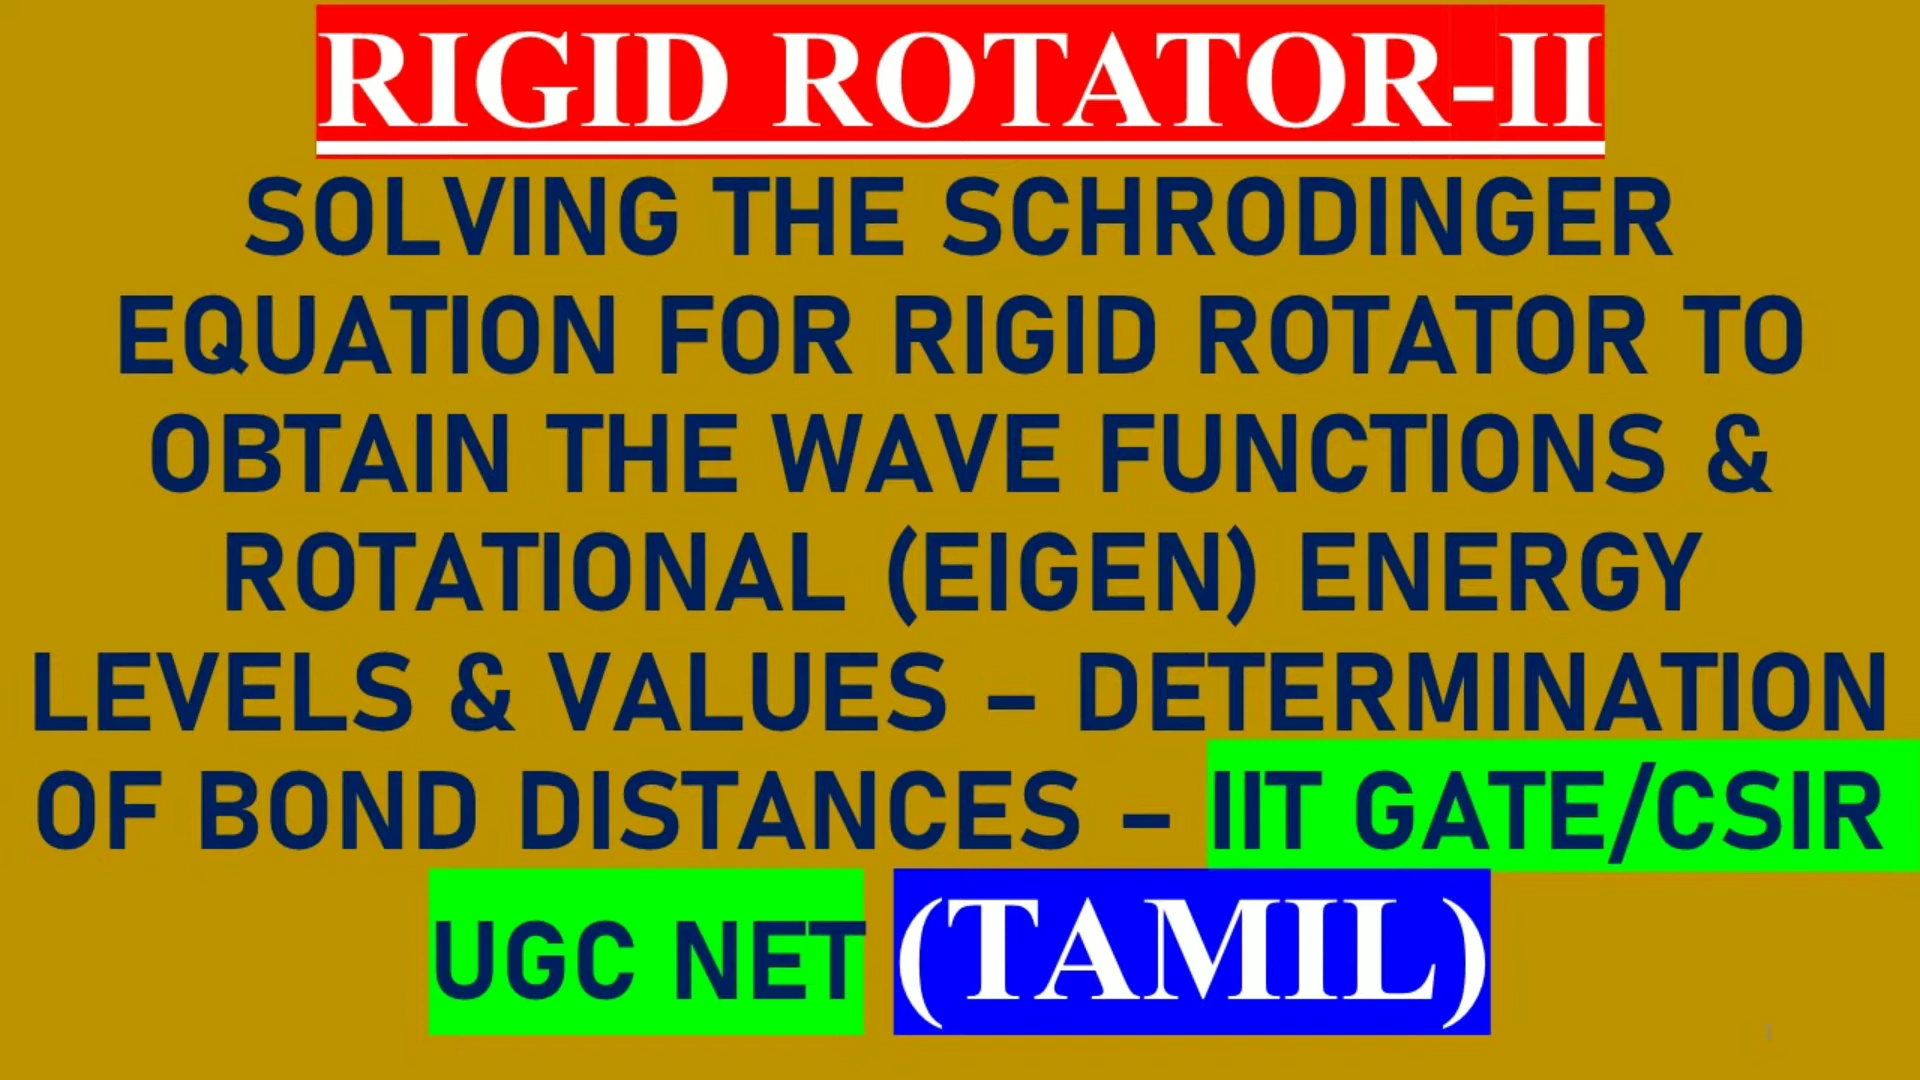 RIGID ROTATOR-II
SOLVING THE SCHRODINGER
EQUATION FOR RIGID ROTATOR TO
OBTAIN THE WAVE FUNCTIONS &
ROTATIONAL (EIGEN) ENERGY
LEVELS & VALUES – DETERMINATION
OF BOND DISTANCES – IIT GATE/CSIR
UGC NET (TAMIL)